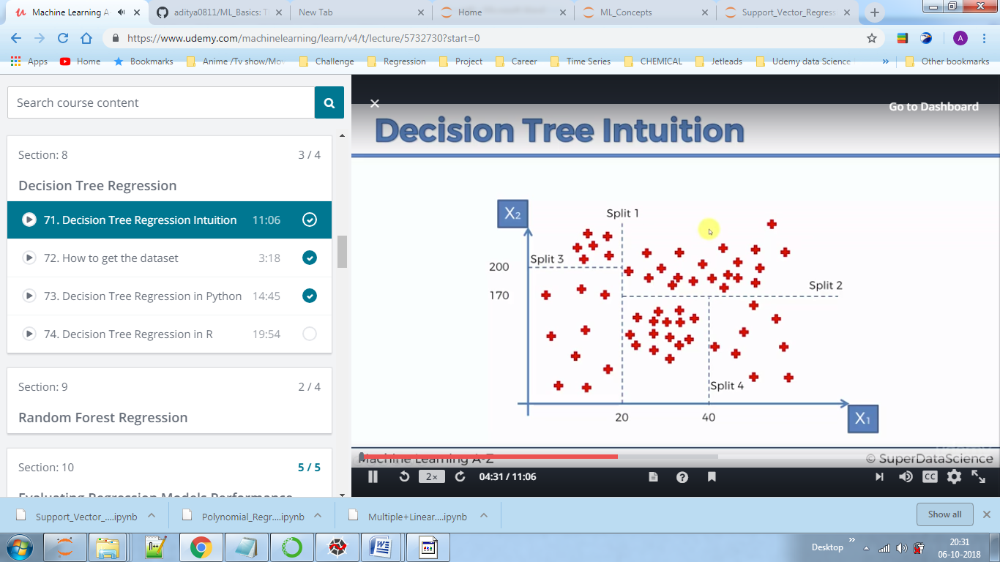 Machine Learning A
aditya0811/ML_Basics: T
New Tab
Home
ML_Concepts
Support_Vector_Regress
https://www.udemy.com/machinelearning/learn/v4/t/lecture/5732730?start=0
A
Apps
Home
Bookmarks
Anime /Tv show/Mov
Challenge
Regression
Project
Career
Time Series
CHEMICAL
Jetleads
Udemy data Science
»
Other bookmarks
Search course content
Section: 8
3 / 4
Decision Tree Regression
71. Decision Tree Regression Intuition 11:06
72. How to get the dataset 3:18
73. Decision Tree Regression in Python 14:45
74. Decision Tree Regression in R 19:54
Section: 9
2 / 4
Random Forest Regression
Section: 10
5 / 5
Evaluating Regression Models Performance
Go to Dashboard
Decision Tree Intuition
X2
Split 1
Split 3
200
170
Split 2
Split 4
20
40
X1
Machine Learning A-Z
© SuperDataScience
2×
04:31 / 11:06
CC
Support_Vector_....ipynb
Polynomial_Regr....ipynb
Multiple+Linear....ipynb
Show all
Desktop
»
20:31
06-10-2018